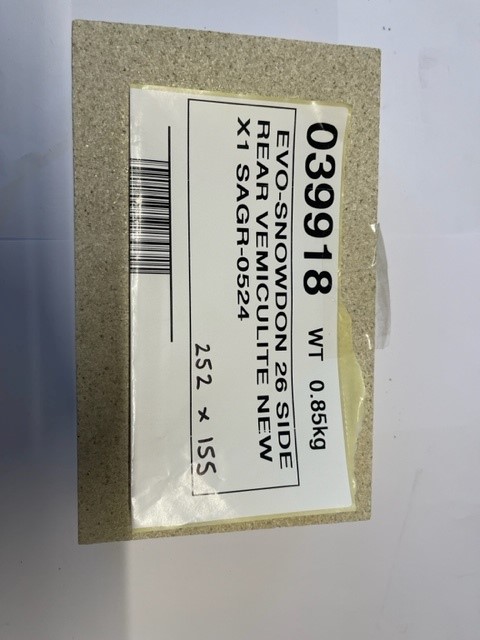 039918 WT 0.85kg
EVO-SNOWDON 26 SIDE
REAR VEMICULITE NEW
X1 SAGR-0524
252 x 155